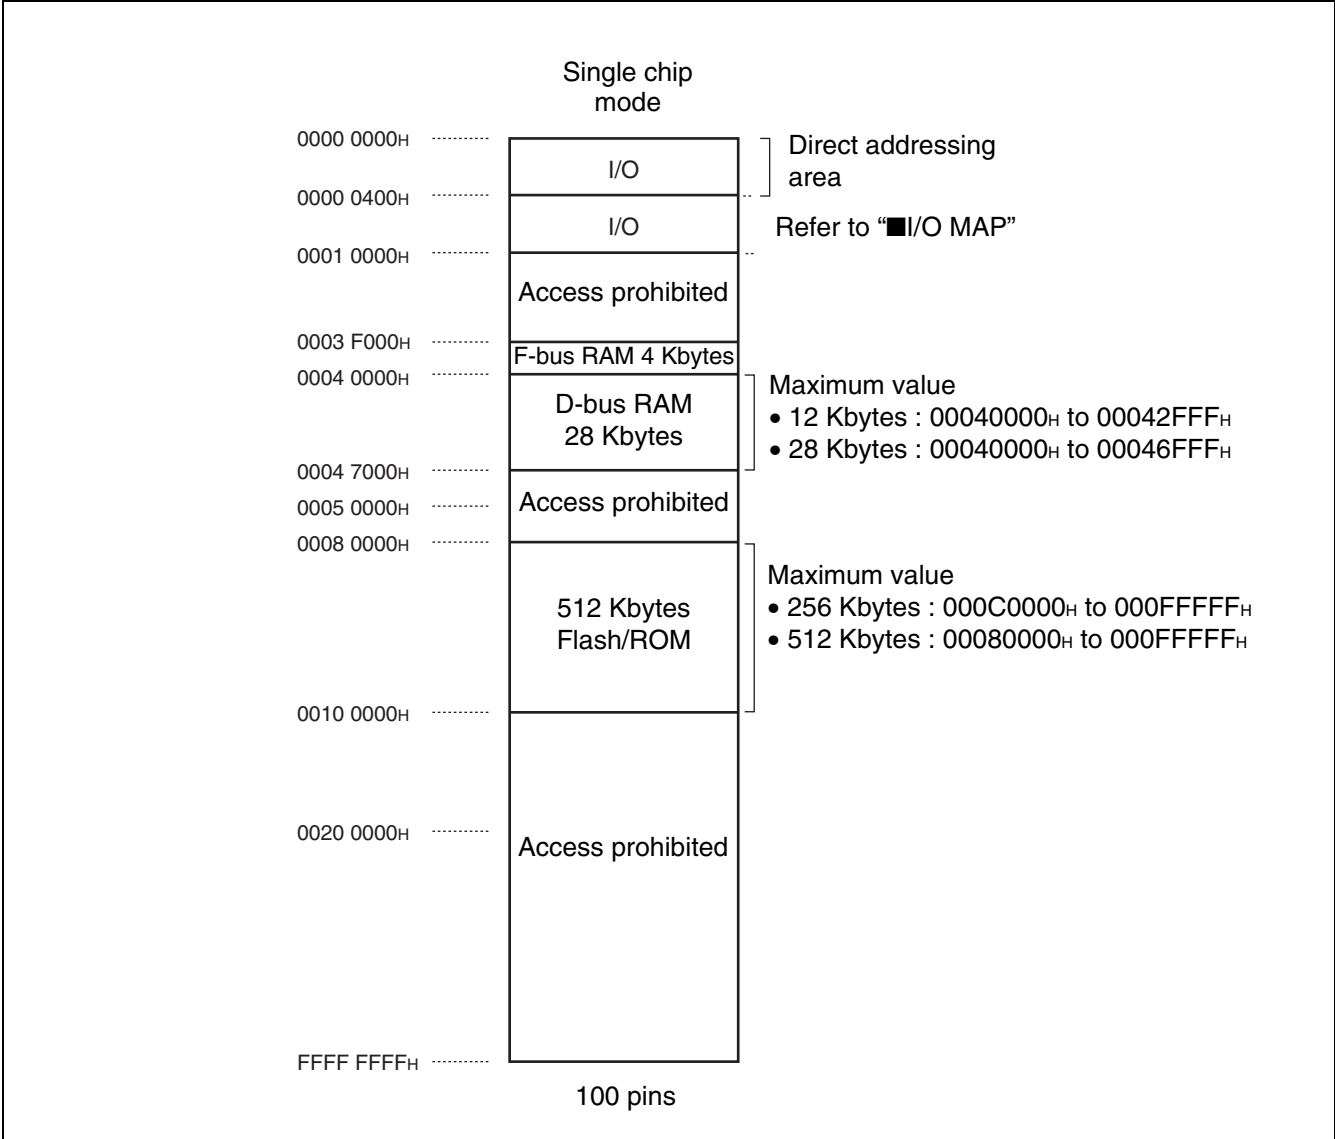 Single chip
mode
0000 0000H
I/O
Direct addressing
area
0000 0400H
I/O
Refer to “■I/O MAP”
0001 0000H
Access prohibited
0003 F000H
F-bus RAM 4 Kbytes
0004 0000H
D-bus RAM
28 Kbytes
Maximum value
• 12 Kbytes : 00040000H to 00042FFFH
• 28 Kbytes : 00040000H to 00046FFFH
0004 7000H
Access prohibited
0005 0000H
0008 0000H
512 Kbytes
Flash/ROM
Maximum value
• 256 Kbytes : 000C0000H to 000FFFFFH
• 512 Kbytes : 00080000H to 000FFFFFH
0010 0000H
0020 0000H
Access prohibited
FFFF FFFFH
100 pins